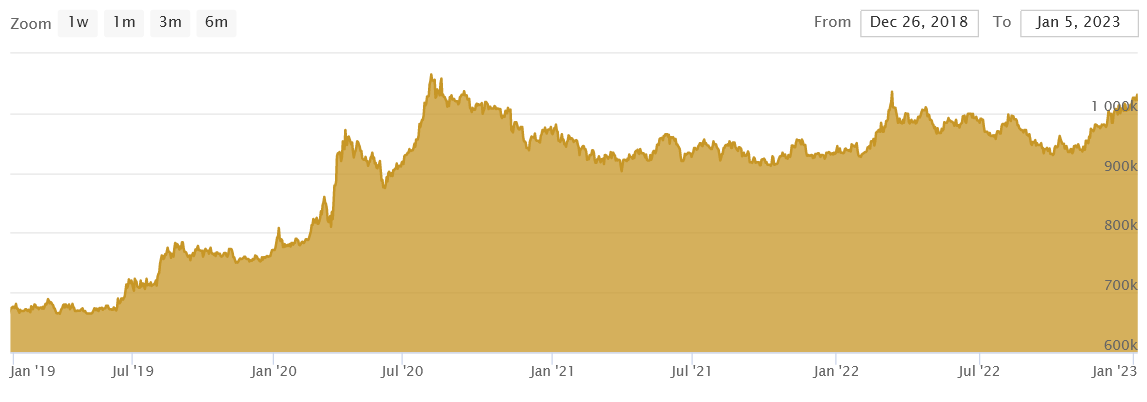 Zoom 1w 1m 3m 6m From Dec 26, 2018 To Jan 5, 2023
1 000k
900k
800k
700k
600k
Jan '19 Jul '19 Jan '20 Jul '20 Jan '21 Jul '21 Jan '22 Jul '22 Jan '23